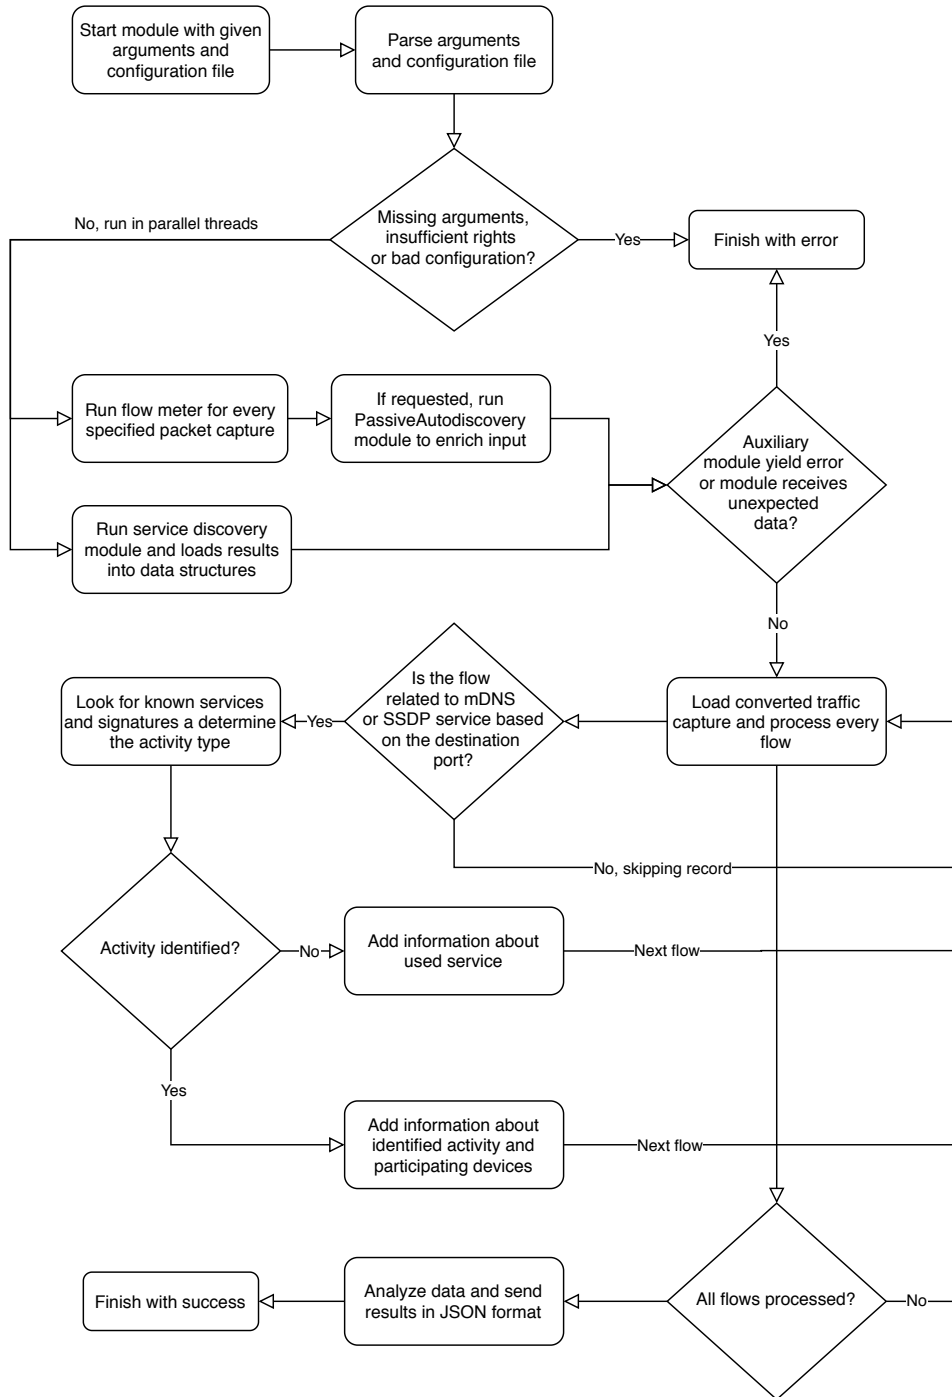 Start module with given
arguments and
configuration file
Parse arguments
and configuration file
No, run in parallel threads
Missing arguments,
insufficient rights
or bad configuration?
Yes
Finish with error
Yes
Run flow meter for every
specified packet capture
If requested, run
PassiveAutodiscovery
module to enrich input
Auxiliary
module yield error
or module receives
unexpected
data?
Run service discovery
module and loads results
into data structures
No
Look for known services
and signatures a determine
the activity type
Yes
Is the flow
related to mDNS
or SSDP service based
on the destination
port?
Load converted traffic
capture and process every
flow
No, skipping record
Activity identified?
No
Add information about
used service
Next flow
Yes
Add information about
identified activity and
participating devices
Next flow
Finish with success
Analyze data and send
results in JSON format
All flows processed?
No